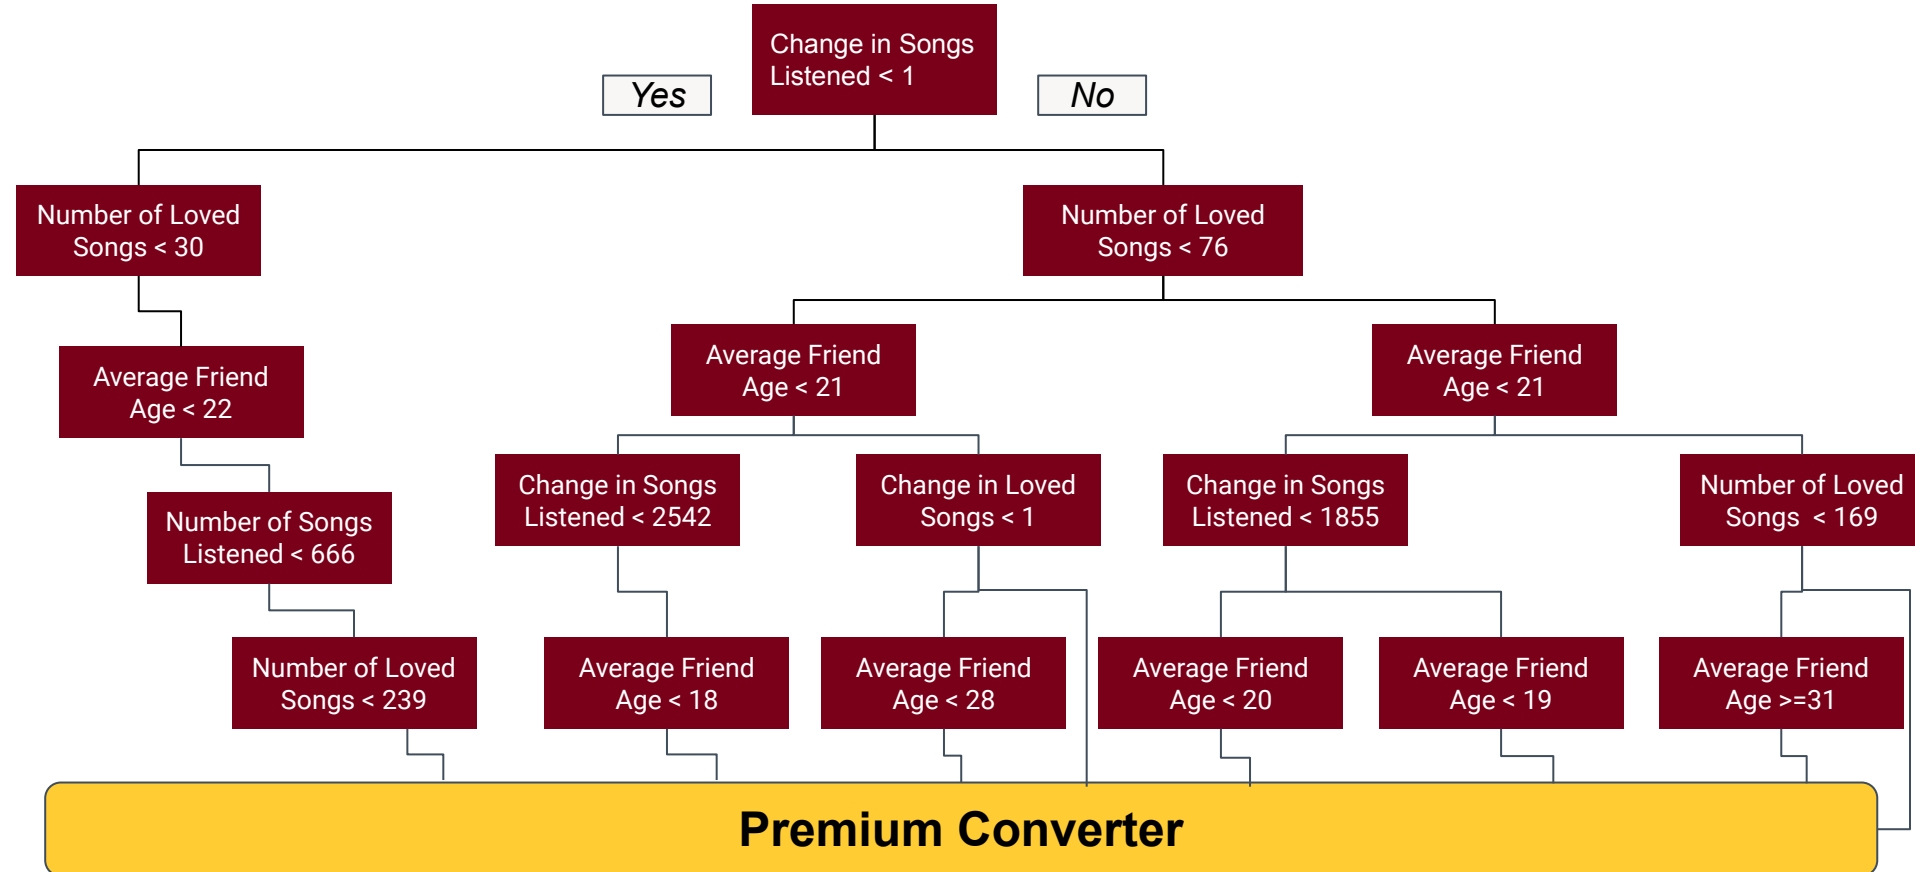 Change in Songs
Listened < 1
Yes
No
Number of Loved
Songs < 30
Number of Loved
Songs < 76
Average Friend
Age < 22
Average Friend
Age < 21
Average Friend
Age < 21
Number of Songs
Listened < 666
Change in Songs
Listened < 2542
Change in Loved
Songs < 1
Change in Songs
Listened < 1855
Number of Loved
Songs  < 169
Number of Loved
Songs < 239
Average Friend
Age < 18
Average Friend
Age < 28
Average Friend
Age < 20
Average Friend
Age < 19
Average Friend
Age >=31
Premium Converter